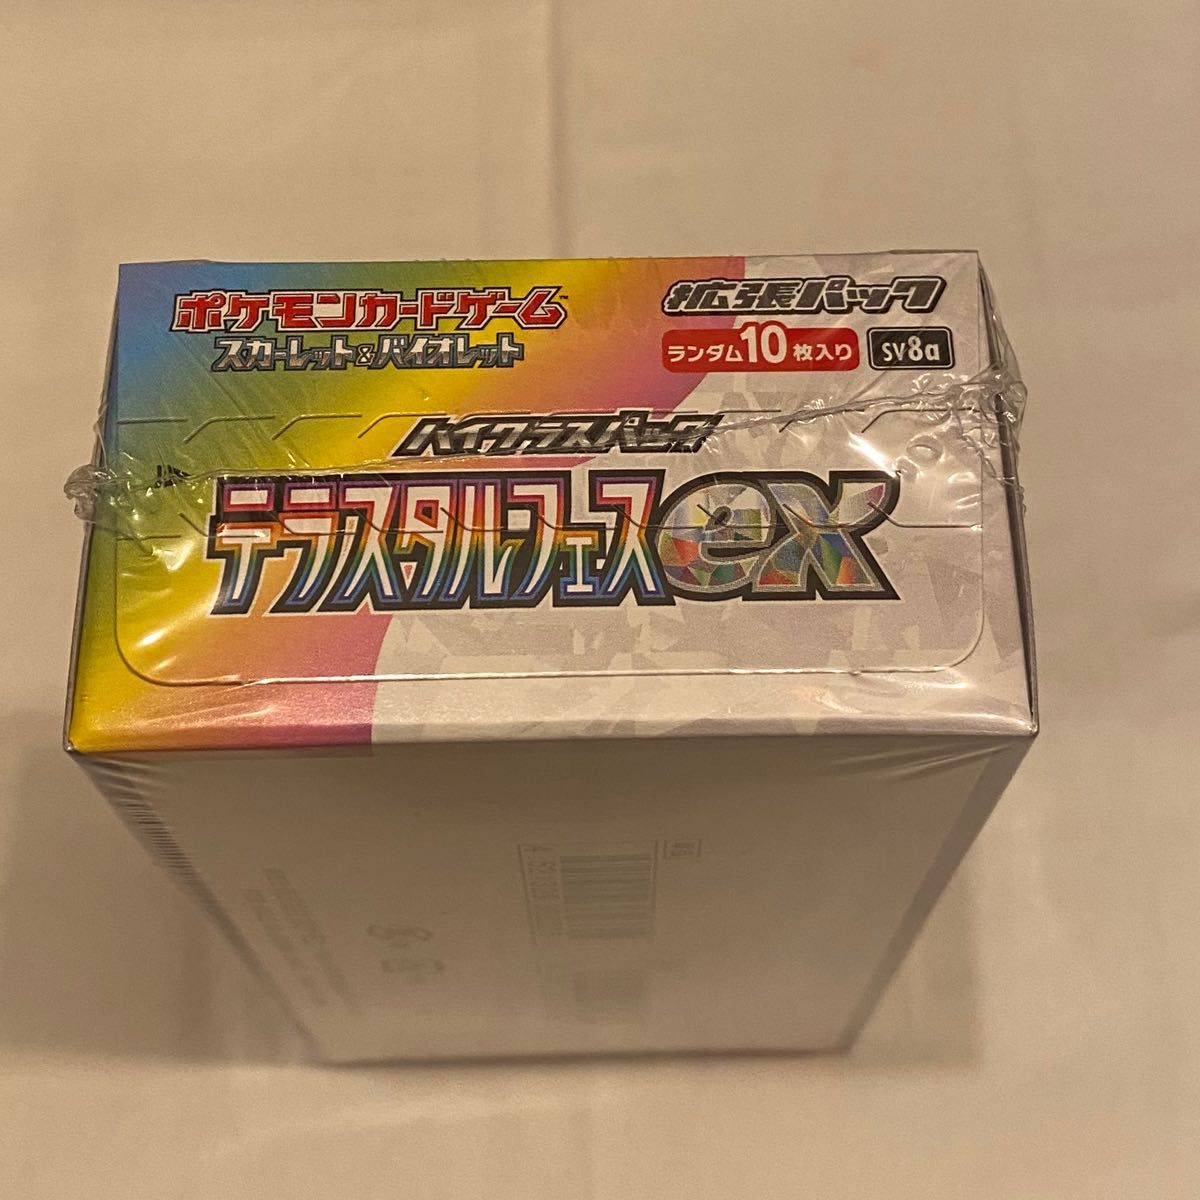 ポケモンカードゲーム™
スカーレット&バイオレット
拡張パック
ランダム10枚入り SV8a
ハイクラスパック
テラスタルフェスex